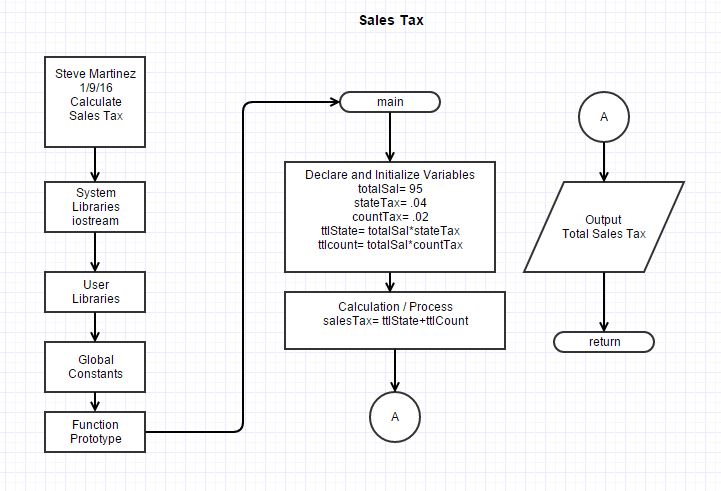 Sales Tax
Steve Martinez
1/9/16
Calculate
Sales Tax
System
Libraries
iostream
User
Libraries
Global
Constants
Function
Prototype
main
Declare and Initialize Variables
totalSal= 95
stateTax= .04
countTax= .02
ttlState= totalSal*stateTax
ttlcount= totalSal*countTax
Calculation / Process
salesTax= ttlState+ttlCount
A
A
Output
Total Sales Tax
return